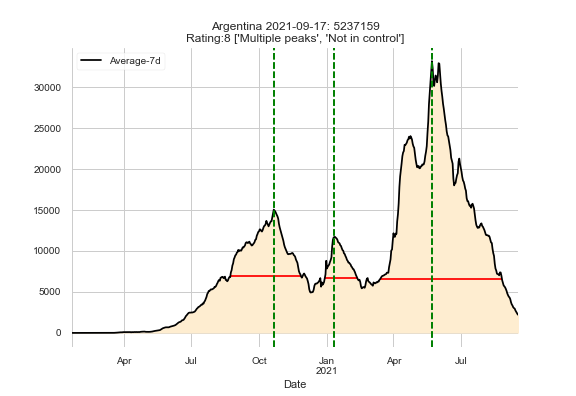 Argentina 2021-09-17: 5237159
Rating:8 ['Multiple peaks', 'Not in control']
Average-7d
30000
25000
20000
15000
10000
5000
0
Apr
Jul
Oct
Jan
2021
Apr
Jul
Date